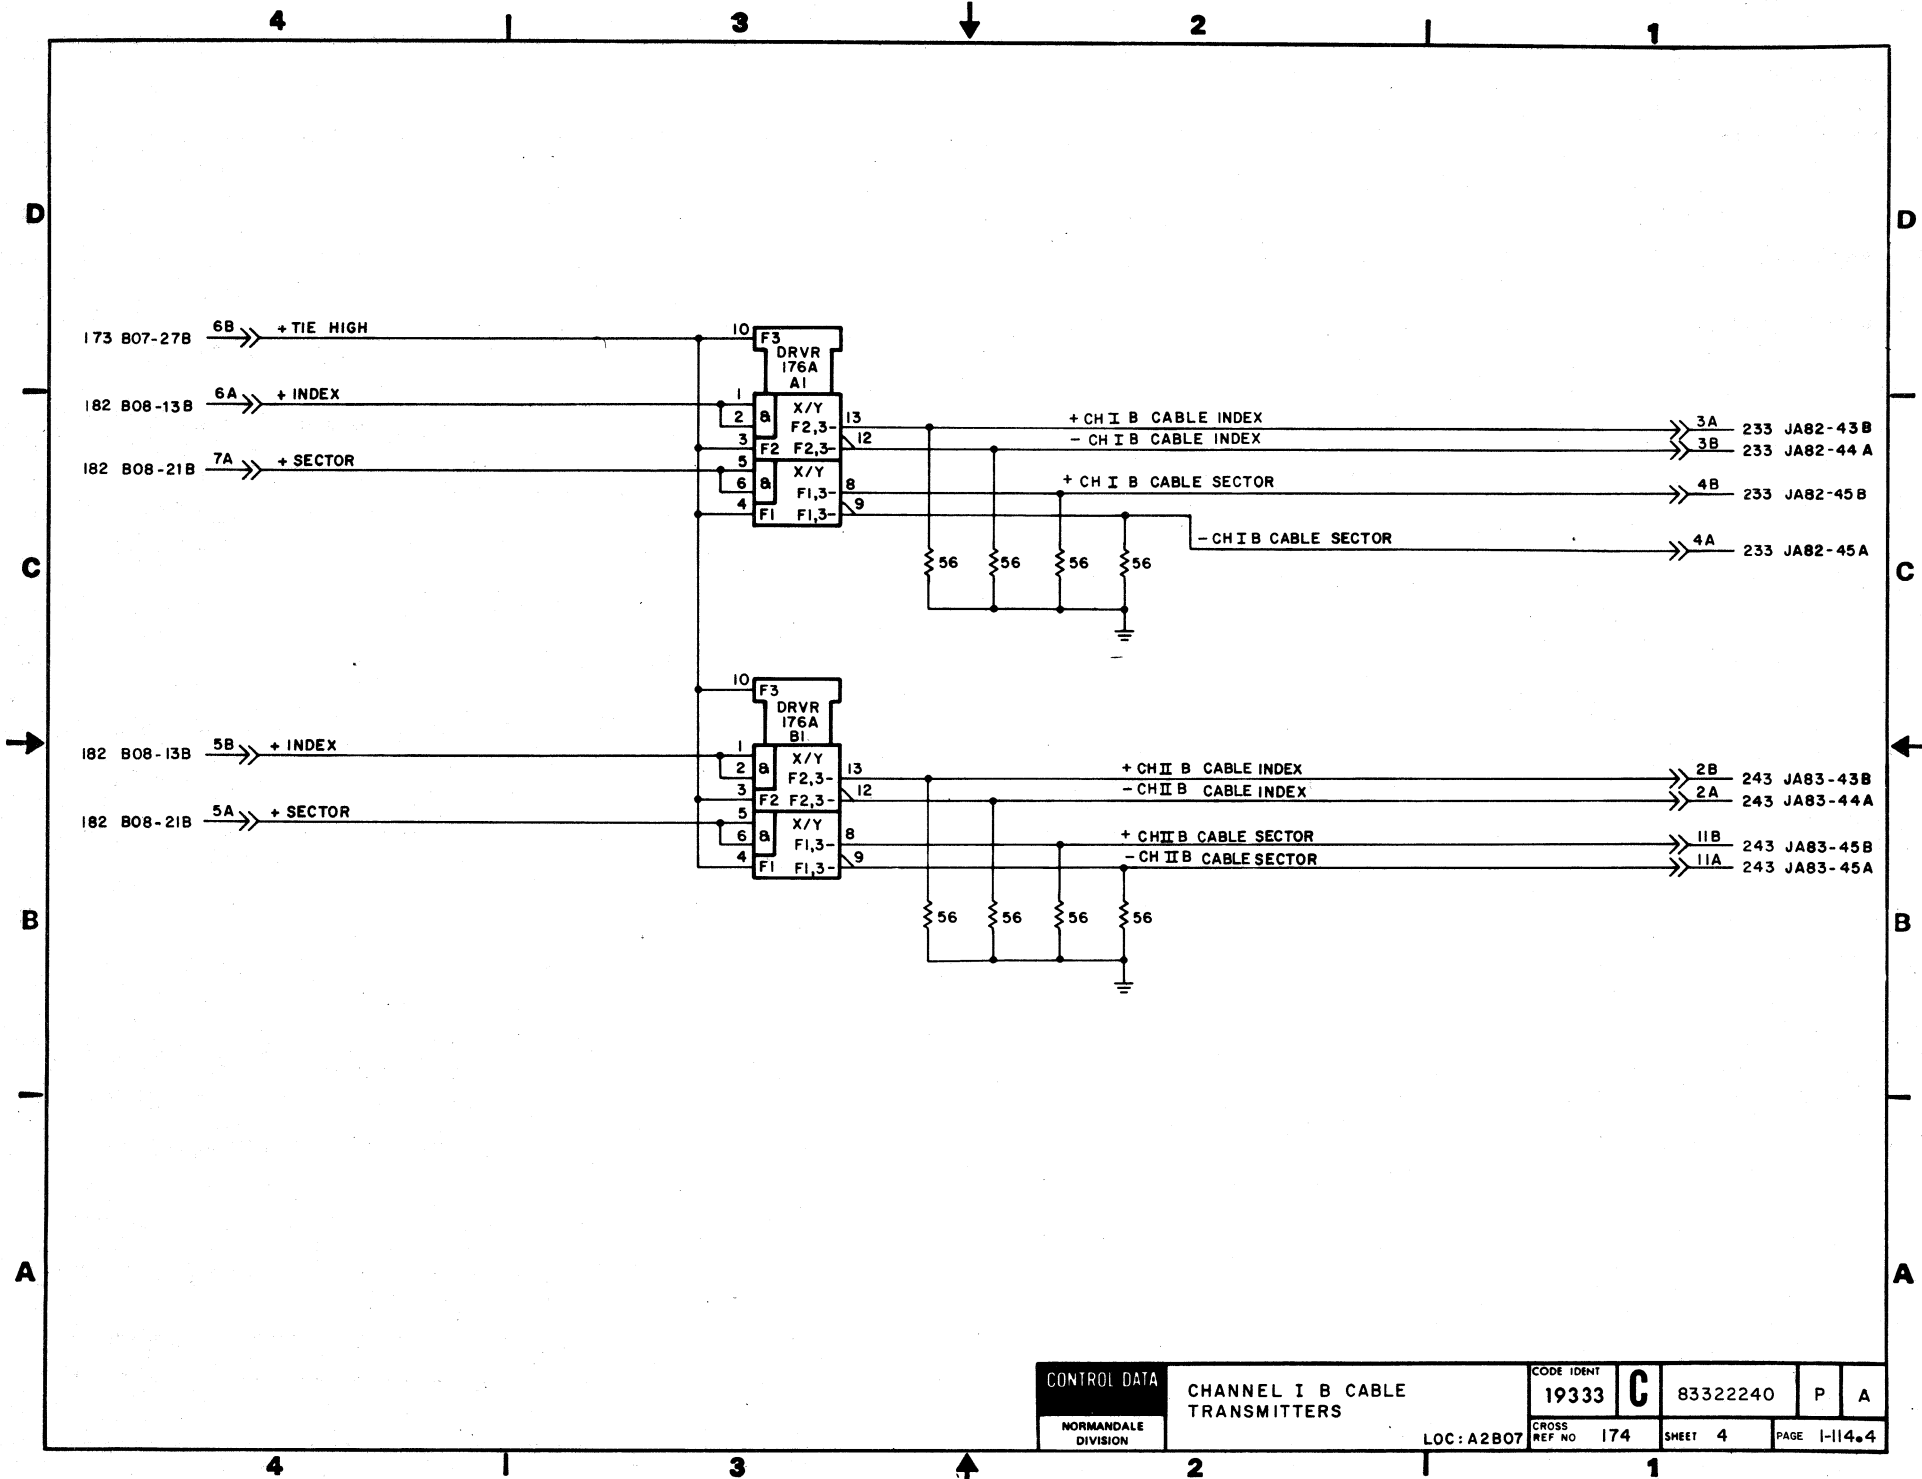 4 3 2 1
D D
173 B07-27B 6B + TIE HIGH
10 F3
DRVR
176A
A1
182 B08-13B 6A + INDEX
1 X/Y
2 & F2,3- 13
+ CH I B CABLE INDEX 3A 233 JA82-43B
3 F2 F2,3- 12
- CH I B CABLE INDEX 3B 233 JA82-44A
182 B08-21B 7A + SECTOR
5 X/Y
6 & F1,3- 8
+ CH I B CABLE SECTOR 4B 233 JA82-45B
4 F1 F1,3- 9
- CH I B CABLE SECTOR 4A 233 JA82-45A
56 56 56 56
C C
10 F3
DRVR
176A
B1
182 B08-13B 5B + INDEX
1 X/Y
2 & F2,3- 13
+ CH II B CABLE INDEX 2B 243 JA83-43B
3 F2 F2,3- 12
- CH II B CABLE INDEX 2A 243 JA83-44A
182 B08-21B 5A + SECTOR
5 X/Y
6 & F1,3- 8
+ CH II B CABLE SECTOR 11B 243 JA83-45B
4 F1 F1,3- 9
- CH II B CABLE SECTOR 11A 243 JA83-45A
56 56 56 56
B B
A A
CONTROL DATA
NORMANDALE
DIVISION
CHANNEL I B CABLE
TRANSMITTERS
LOC: A2B07
CODE IDENT
19333 C 83322240 P A
CROSS
REF NO 174 SHEET 4 PAGE 1-114.4
4 3 2 1